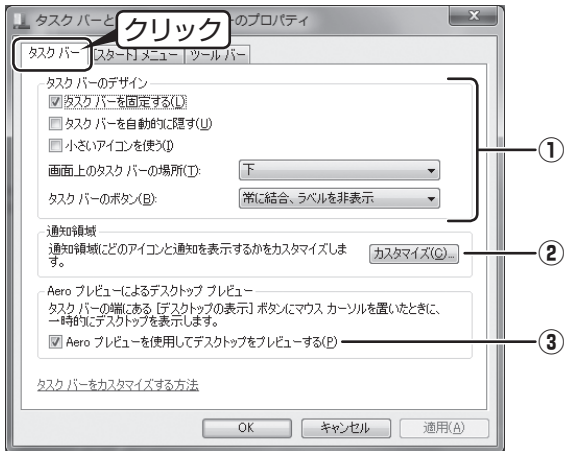 タスク バーと
ーのプロパティ
クリック
タスク バー
[スタート] メニュー
ツール バー
タスク バーのデザイン
タスク バーを固定する(L)
①
タスク バーを自動的に隠す(U)
小さいアイコンを使う(I)
画面上のタスク バーの場所(T):
下
タスク バーのボタン(B):
常に結合、ラベルを非表示
通知領域
通知領域にどのアイコンと通知を表示するかをカスタマイズしま
す。
カスタマイズ(C)...
②
Aero プレビューによるデスクトップ プレビュー
タスク バーの端にある [デスクトップの表示] ボタンにマウス カーソルを置いたときに、
一時的にデスクトップを表示します。
Aero プレビューを使用してデスクトップをプレビューする(P)
③
タスク バーをカスタマイズする方法
OK
キャンセル
適用(A)